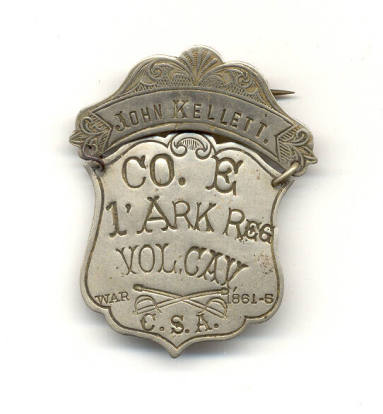 JOHN KELLETT.
CO. E
1' ARK REG
VOL. CAV
WAR 1861-5
C. S. A.